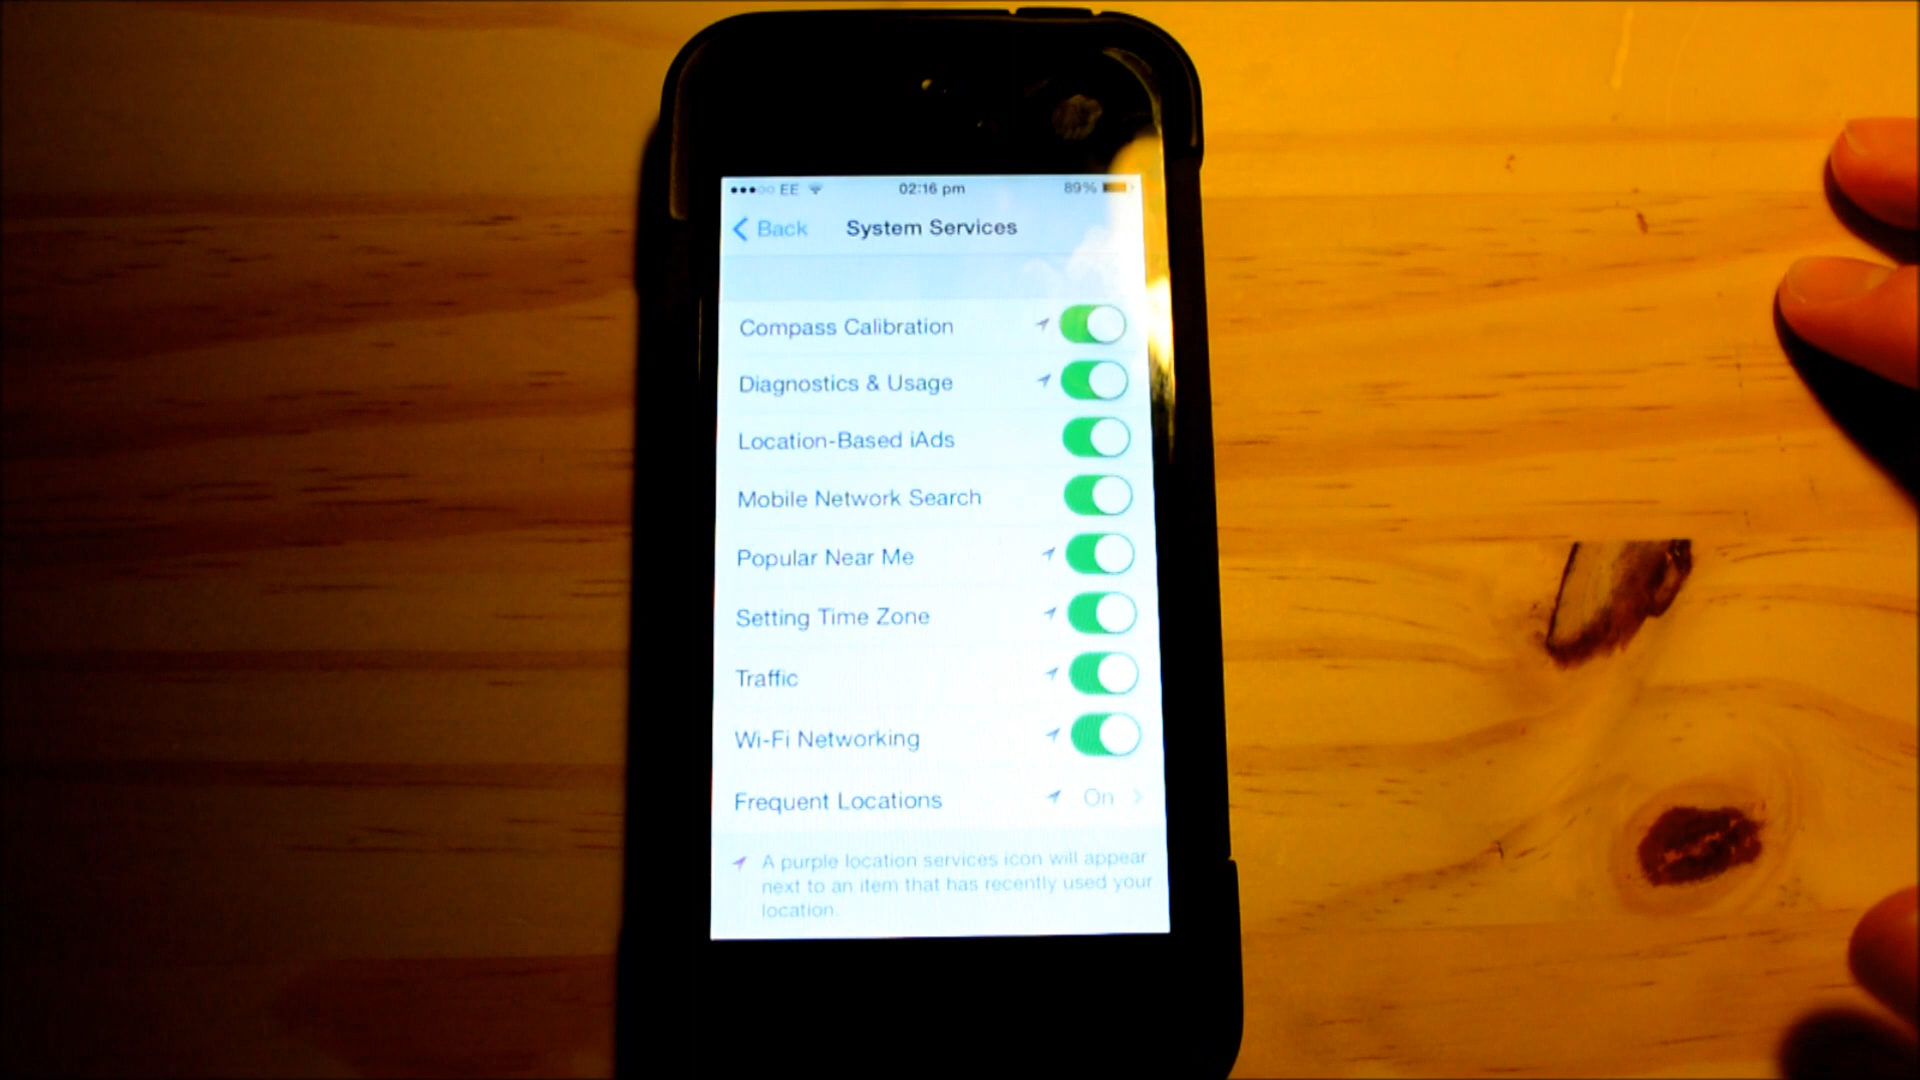 EE 02:16 pm 89%
Back System Services
Compass Calibration
Diagnostics & Usage
Location-Based iAds
Mobile Network Search
Popular Near Me
Setting Time Zone
Traffic
Wi-Fi Networking
Frequent Locations On
A purple location services icon will appear
next to an item that has recently used your
location.